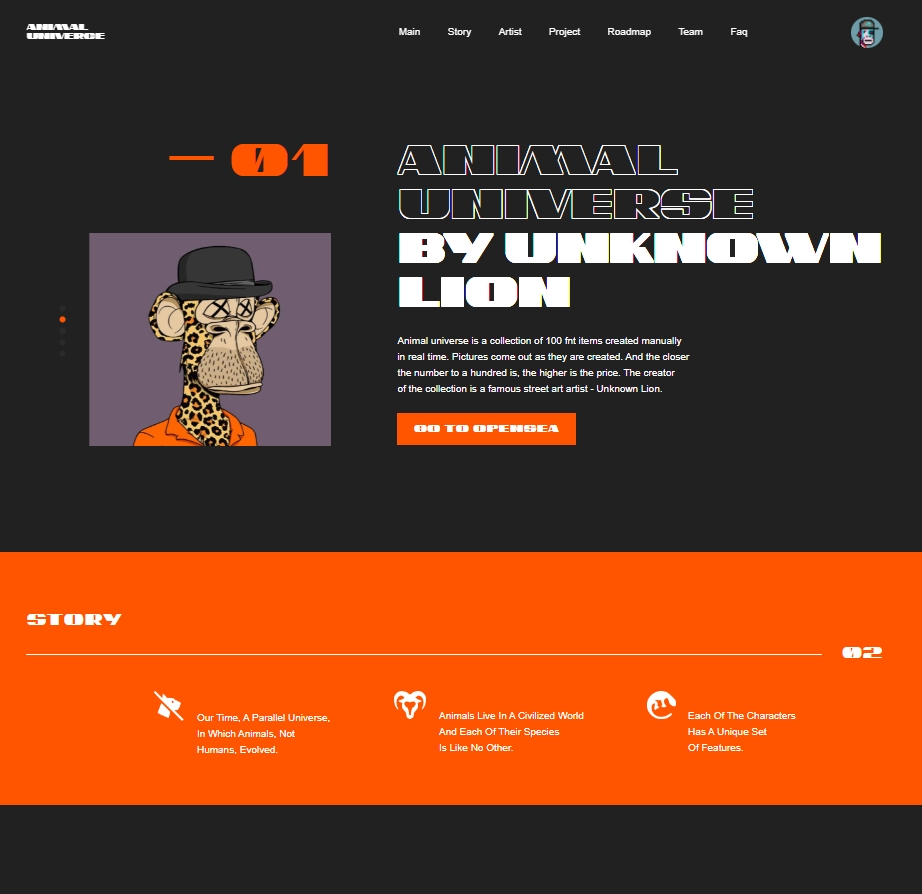 ANIMAL
UNIVERCE
Main Story Artist Project Roadmap Team Faq
01
ANIMAL
UNIVERSE
BY UNKNOWN
LION
Animal universe is a collection of 100 fnt items created manually
in real time. Pictures come out as they are created. And the closer
the number to a hundred is, the higher is the price. The creator
of the collection is a famous street art artist - Unknown Lion.
GO TO OPENSEA
STORY
02
Our Time, A Parallel Universe,
In Which Animals, Not
Humans, Evolved.
Animals Live In A Civilized World
And Each Of Their Species
Is Like No Other.
Each Of The Characters
Has A Unique Set
Of Features.